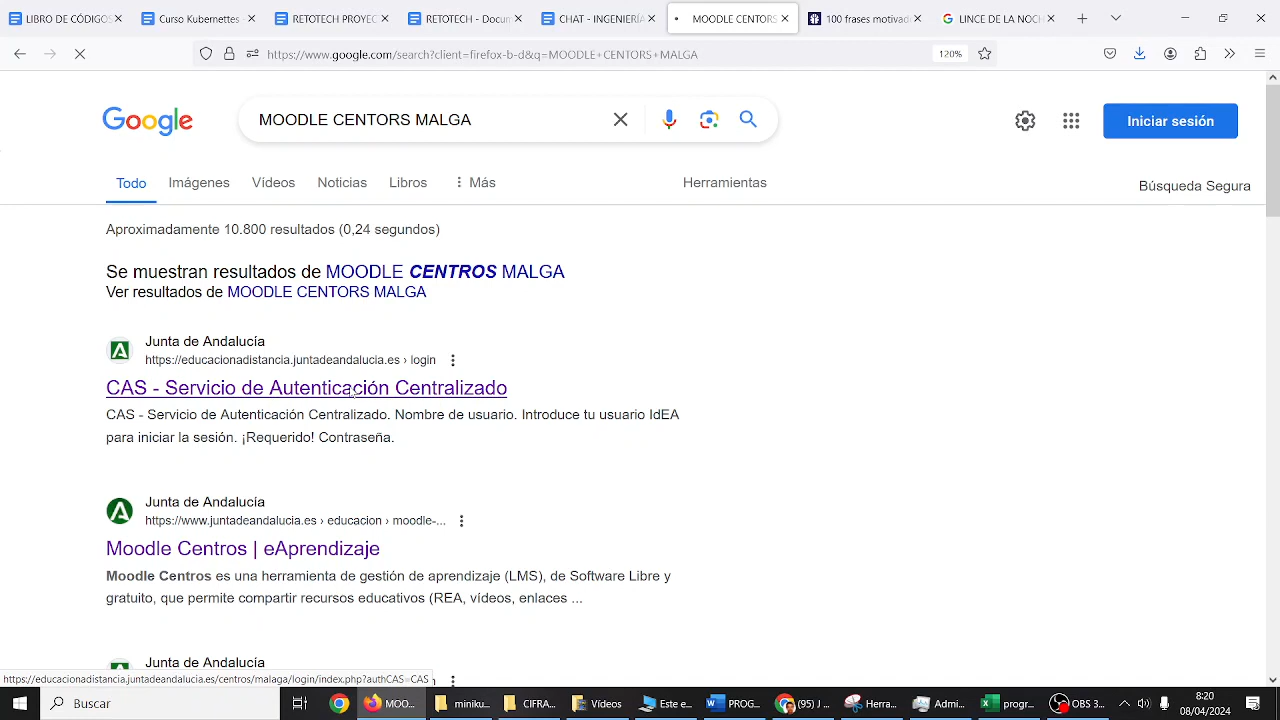 LIBRO DE CÓDIGOS
Curso Kubernetes
RETOTECH PROYEC
RETOTECH - Docum
CHAT - INGENIERÍA
MOODLE CENTORS
100 frases motivad
LINCE DE LA NOCH
https://www.google.com/search?client=firefox-b-d&q=MOODLE+CENTORS+MALGA
120%
Google
MOODLE CENTORS MALGA
Iniciar sesión
Todo
Imágenes
Vídeos
Noticias
Libros
Más
Herramientas
Búsqueda Segura
Aproximadamente 10.800 resultados (0,24 segundos)
Se muestran resultados de MOODLE CENTROS MALGA
Ver resultados de MOODLE CENTORS MALGA
Junta de Andalucía
https://educacionadistancia.juntadeandalucia.es › login
CAS - Servicio de Autenticación Centralizado
CAS - Servicio de Autenticación Centralizado. Nombre de usuario. Introduce tu usuario IdEA
para iniciar la sesión. ¡Requerido! Contraseña.
Junta de Andalucía
https://www.juntadeandalucia.es › educacion › moodle-...
Moodle Centros | eAprendizaje
Moodle Centros es una herramienta de gestión de aprendizaje (LMS), de Software Libre y
gratuito, que permite compartir recursos educativos (REA, vídeos, enlaces ...
Junta de Andalucía
https://educacionadistancia.juntadeandalucia.es/centros/malaga/login/index.php?authCAS=CAS
Buscar
MOO...
miniku...
CIFRA...
Vídeos
Este e...
PROG...
(95) J ...
Herra...
Admi...
progr...
OBS 3...
8:20
08/04/2024